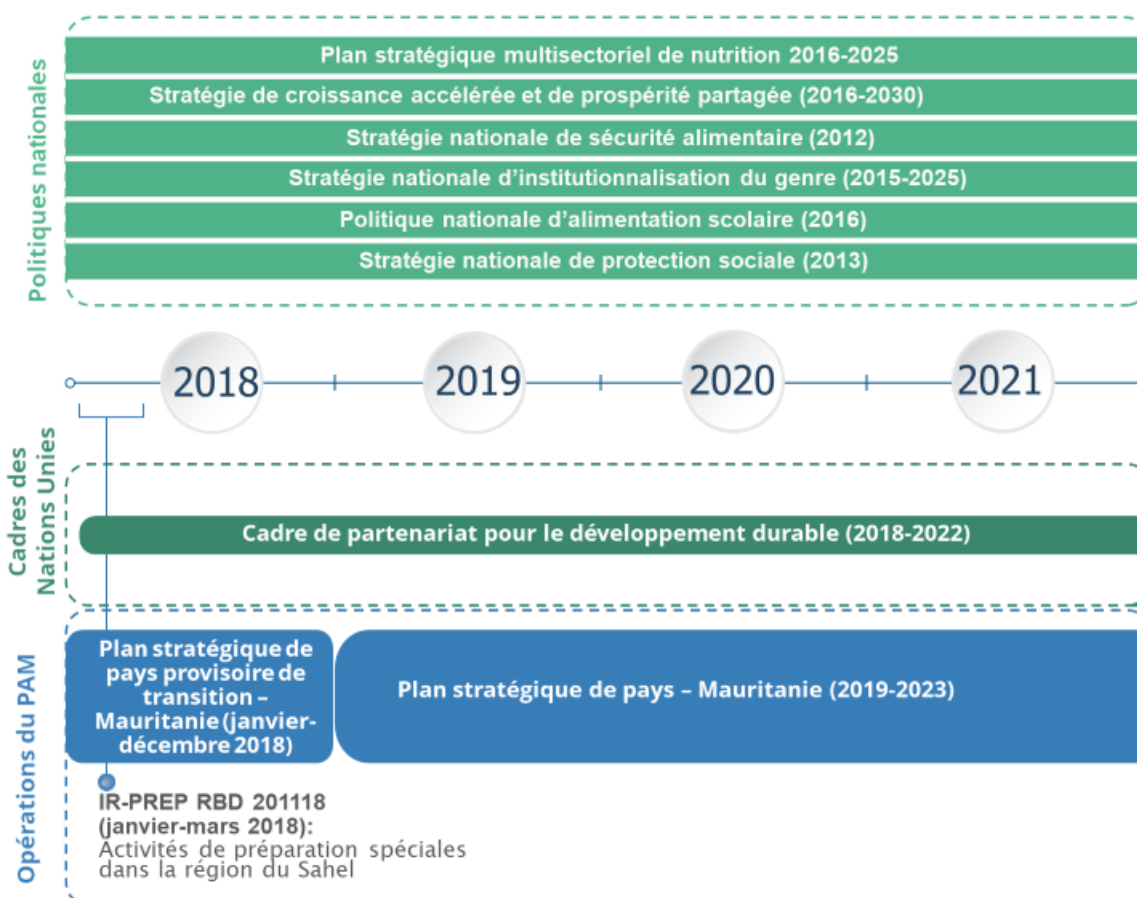 Politiques nationales
Plan stratégique multisectoriel de nutrition 2016-2025
Stratégie de croissance accélérée et de prospérité partagée (2016-2030)
Stratégie nationale de sécurité alimentaire (2012)
Stratégie nationale d’institutionnalisation du genre (2015-2025)
Politique nationale d’alimentation scolaire (2016)
Stratégie nationale de protection sociale (2013)
2018
2019
2020
2021
Cadres des
Nations Unies
Cadre de partenariat pour le développement durable (2018-2022)
Opérations du PAM
Plan stratégique de
pays provisoire de
transition –
Mauritanie (janvier-
décembre 2018)
Plan stratégique de pays – Mauritanie (2019-2023)
IR-PREP RBD 201118
(janvier-mars 2018):
Activités de préparation spéciales
dans la région du Sahel